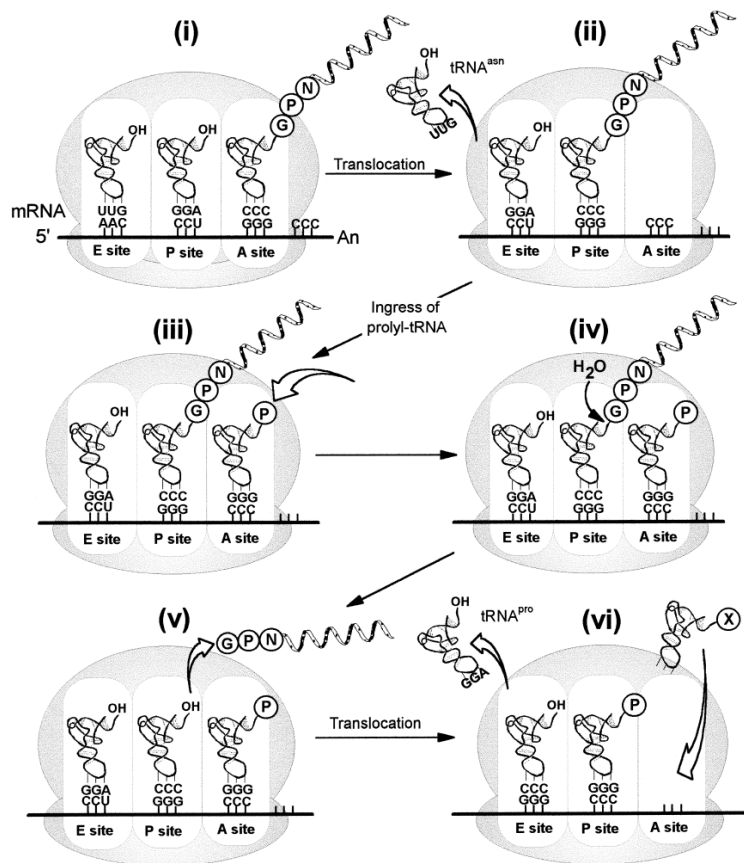 (i)
OH
OH
G P N
UUG
AAC
GGA
CCU
CCC
GGG
CCC
mRNA
5'
An
E site
P site
A site
Translocation
OH
tRNAasn
UUG
(ii)
OH
G P N
GGA
CCU
CCC
GGG
CCC
E site
P site
A site
Ingress of
prolyl-tRNA
(iii)
OH
G P N
P
GGA
CCU
CCC
GGG
GGG
CCC
E site
P site
A site
(iv)
H2O
OH
G P N
P
GGA
CCU
CCC
GGG
GGG
CCC
E site
P site
A site
(v)
G P N
OH
OH
P
GGA
CCU
CCC
GGG
GGG
CCC
E site
P site
A site
Translocation
OH
tRNApro
GGA
(vi)
X
OH
P
CCC
GGG
GGG
CCC
E site
P site
A site